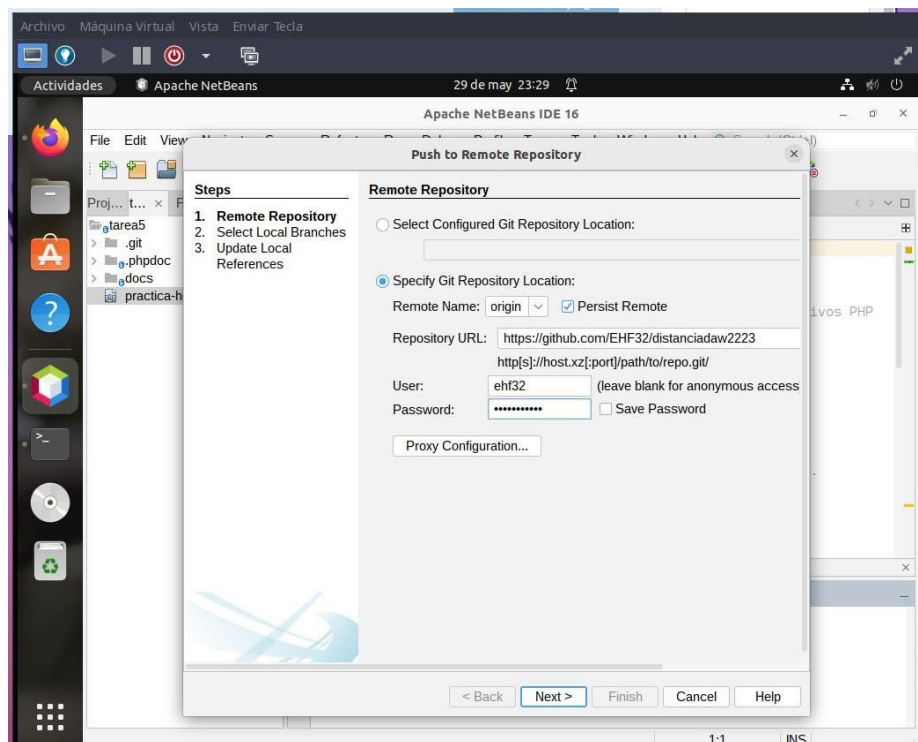 Archivo Máquina Virtual Vista Enviar Tecla
Actividades Apache NetBeans 29 de may 23:29
Apache NetBeans IDE 16
File Edit View
Push to Remote Repository
Proj... t... ×
tarea5
.git
.phpdoc
docs
practica-h
Steps
1. Remote Repository
2. Select Local Branches
3. Update Local
References
Remote Repository
Select Configured Git Repository Location:
Specify Git Repository Location:
Remote Name: origin Persist Remote
Repository URL: https://github.com/EHF32/distanciadaw2223
http[s]://host.xz[:port]/path/to/repo.git/
User: ehf32 (leave blank for anonymous access
Password: ••••••••••• Save Password
Proxy Configuration...
ivos PHP
< Back Next > Finish Cancel Help
1:1 INS